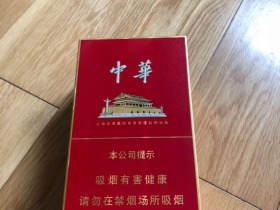 中華
本公司提示
吸烟有害健康
请勿在禁烟场所吸烟